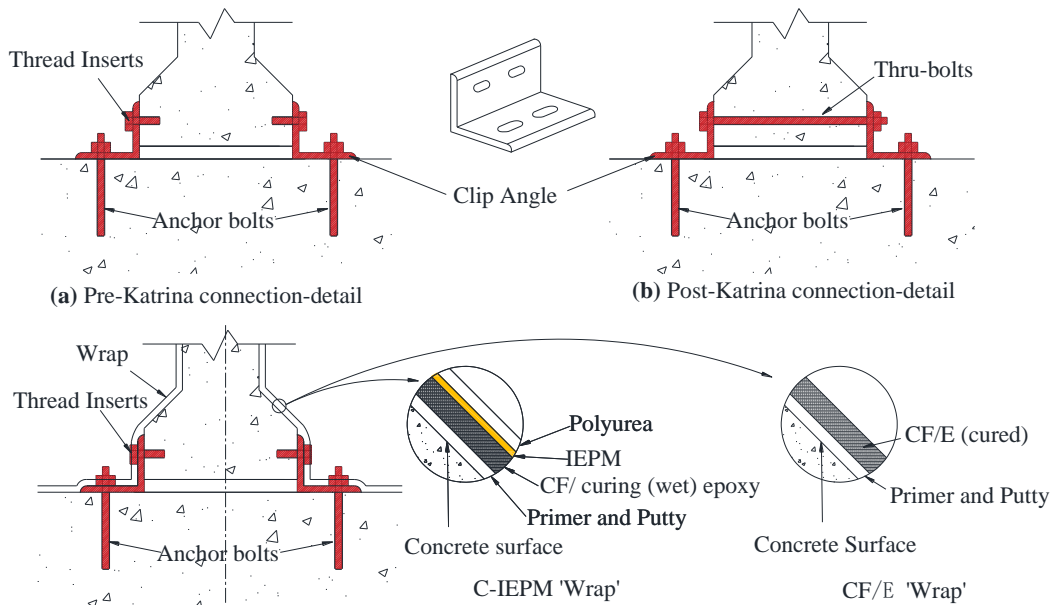 Thread Inserts
Thru-bolts
Clip Angle
Anchor bolts
Anchor bolts
(a) Pre-Katrina connection-detail
(b) Post-Katrina connection-detail
Wrap
Thread Inserts
Polyurea
IEPM
CF/ curing (wet) epoxy
Primer and Putty
Concrete surface
CF/E (cured)
Primer and Putty
Concrete Surface
Anchor bolts
C-IEPM 'Wrap'
CF/E 'Wrap'